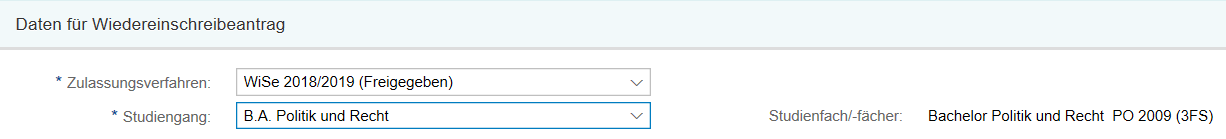 Daten für Wiedereinschreibeantrag
* Zulassungsverfahren: WiSe 2018/2019 (Freigegeben)
* Studiengang: B.A. Politik und Recht Studienfach/-fächer: Bachelor Politik und Recht PO 2009 (3FS)